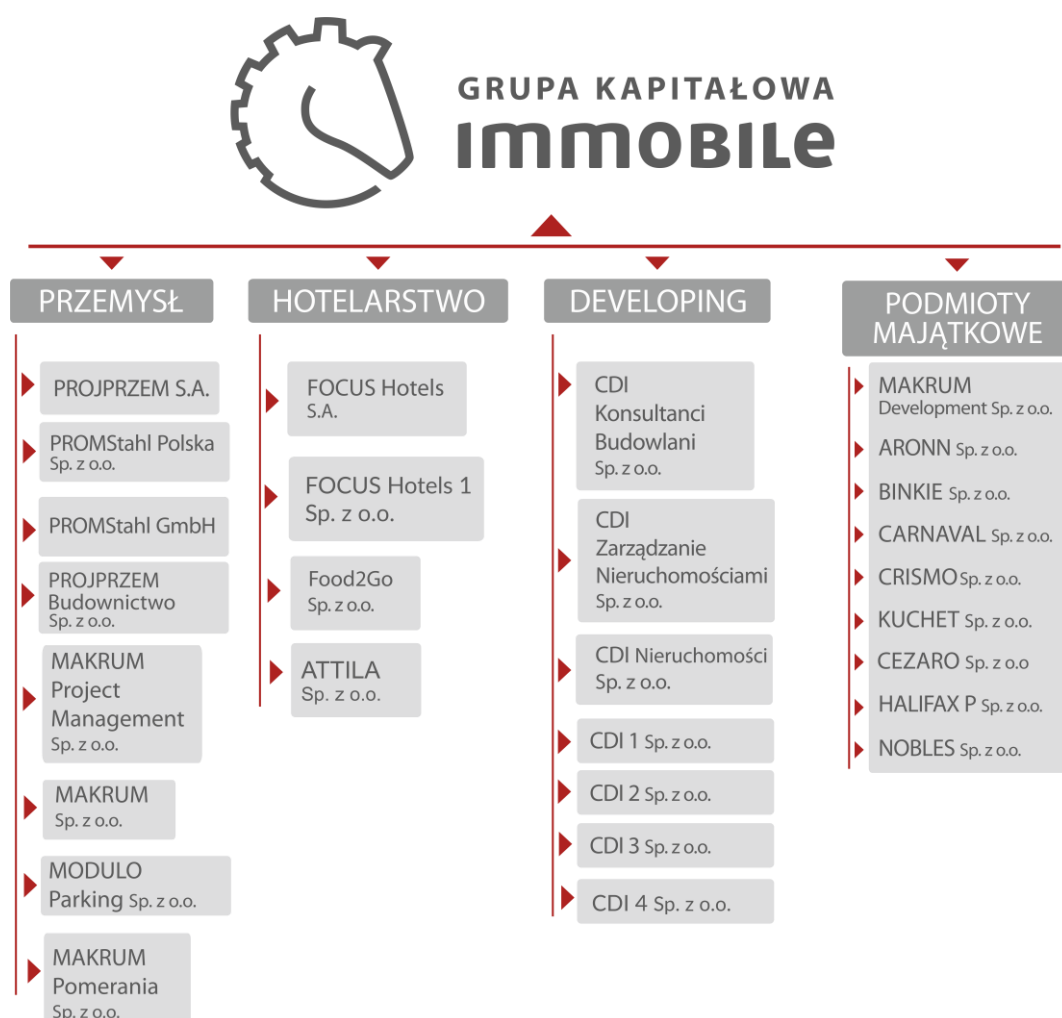 GRUPA KAPITAŁOWA
IMMOBILE
PRZEMYSŁ
PROJPRZEM S.A.
PROMStahl Polska
Sp. z o.o.
PROMStahl GmbH
PROJPRZEM
Budownictwo
Sp. z o.o.
MAKRUM
Project
Management
Sp. z o.o.
MAKRUM
Sp. z o.o.
MODULO
Parking Sp. z o.o.
MAKRUM
Pomerania
Sp. z o.o.
HOTELARSTWO
FOCUS Hotels
S.A.
FOCUS Hotels 1
Sp. z o.o.
Food2Go
Sp. z o.o.
ATTILA
Sp. z o.o.
DEVELOPING
CDI
Konsultanci
Budowlani
Sp. z o.o.
CDI
Zarządzanie
Nieruchomościami
Sp. z o.o.
CDI Nieruchomości
Sp. z o.o.
CDI 1 Sp. z o.o.
CDI 2 Sp. z o.o.
CDI 3 Sp. z o.o.
CDI 4 Sp. z o.o.
PODMIOTY
MAJĄTKOWE
MAKRUM
Development Sp. z o.o.
ARONN Sp. z o.o.
BINKIE Sp. z o.o.
CARNAVAL Sp. z o.o.
CRISMO Sp. z o.o.
KUCHET Sp. z o.o.
CEZARO Sp. z o.o
HALIFAX P Sp. z o.o.
NOBLES Sp. z o.o.